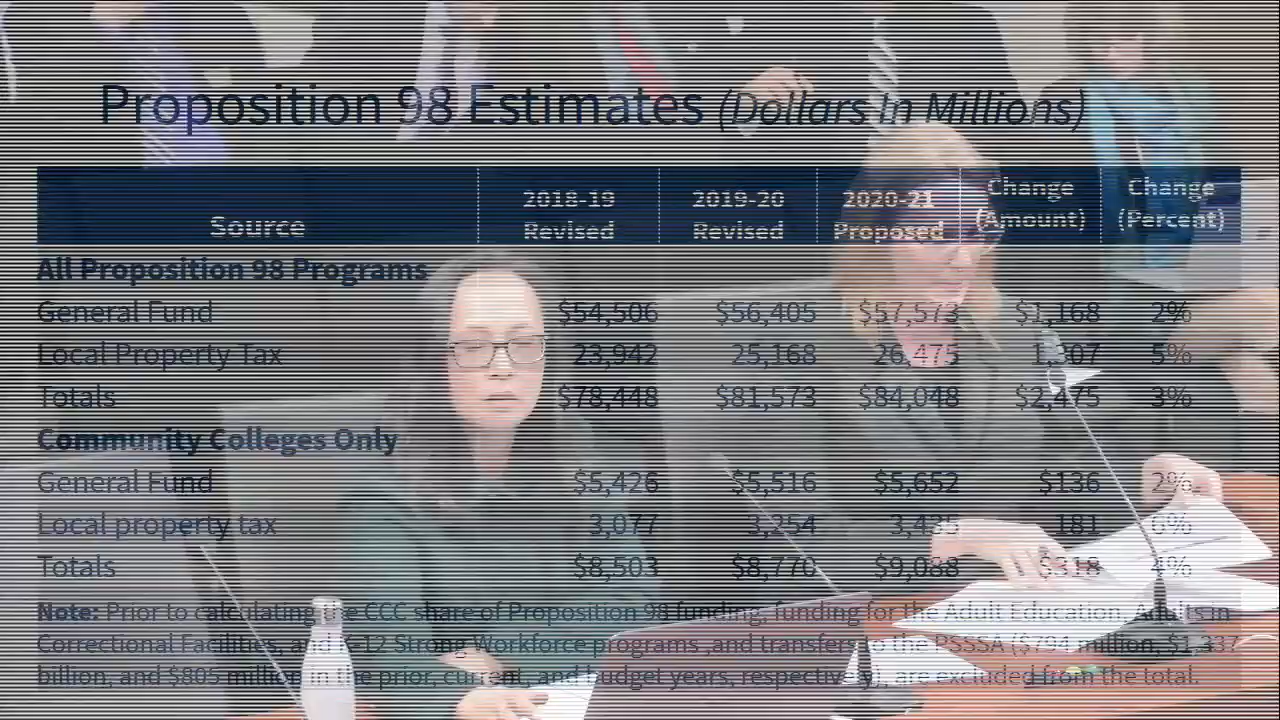 Proposition 98 Estimates (Dollars In Millions)
Source 2018-19 Revised 2019-20 Revised 2020-21 Proposed Change (Amount) Change (Percent)
All Proposition 98 Programs
General Fund $54,506 $56,405 $57,573 $1,168 2%
Local Property Tax 23,942 25,168 26,475 1,307 5%
Totals $78,448 $81,573 $84,048 $2,475 3%
Community Colleges Only
General Fund $5,426 $5,516 $5,652 $136 2%
Local property tax 3,077 3,254 3,435 181 6%
Totals $8,503 $8,770 $9,088 $318 4%
Note: Prior to calculating the CCC share of Proposition 98 funding, funding for the Adult Education, Adults in
Correctional Facilities, and K-12 Strong Workforce programs ,and transfers to the PSSSA ($794 million, $1,337
billion, and $805 million in the prior, current, and budget years, respectively), are excluded from the total.